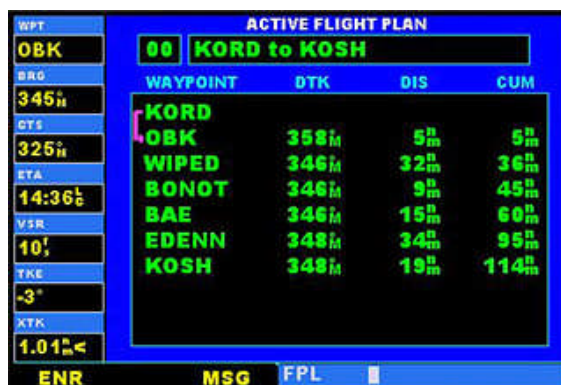 WPT
OBK
BRG
345°M
CTS
325°M
ETA
14:36LC
VSR
10f/s
TKE
-3°
XTK
1.01nm<
ACTIVE FLIGHT PLAN
00 KORD to KOSH
WAYPOINT DTK DIS CUM
KORD
OBK 358°M 5nm 5nm
WIPED 346°M 32nm 36nm
BONOT 346°M 9nm 45nm
BAE 346°M 15nm 60nm
EDENN 348°M 34nm 95nm
KOSH 348°M 19nm 114nm
ENR MSG FPL